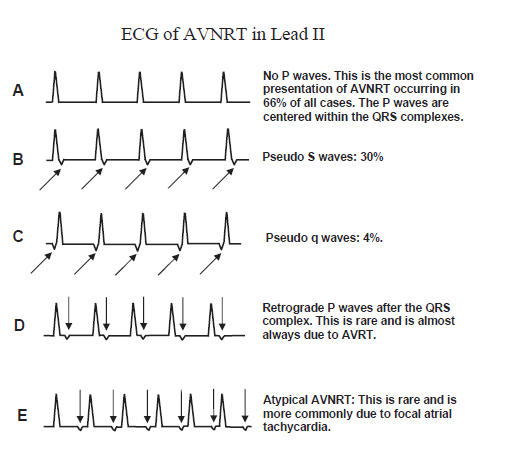 ECG of AVNRT in Lead II
A
No P waves. This is the most common
presentation of AVNRT occurring in
66% of all cases. The P waves are
centered within the QRS complexes.
B
Pseudo S waves: 30%
C
Pseudo q waves: 4%.
D
Retrograde P waves after the QRS
complex. This is rare and is almost
always due to AVRT.
E
Atypical AVNRT: This is rare and is
more commonly due to focal atrial
tachycardia.